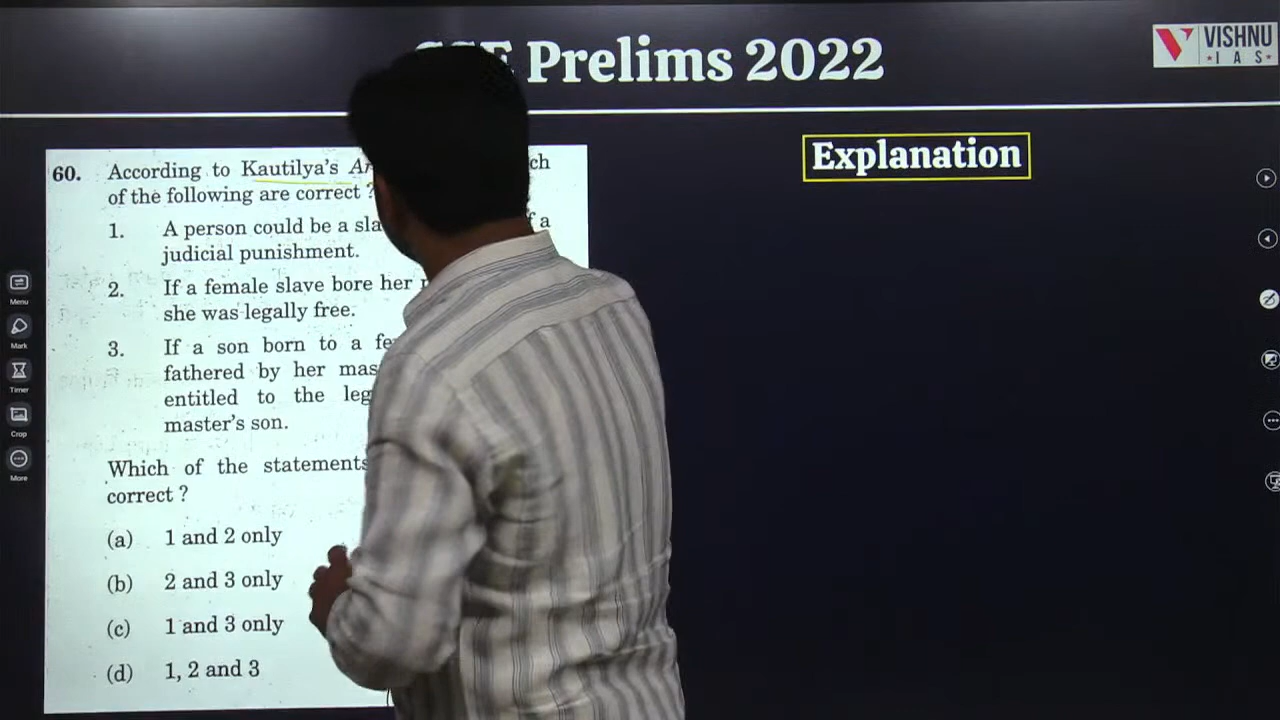 Prelims 2022
VISHNU
IAS
60. According to Kautilya's
of the following are correct ?
1. A person could be a
judicial punishment.
2. If a female slave bore her
she was legally free.
3. If a son born to a
fathered by her
entitled to the
master's son.
Which of the statements
correct ?
(a) 1 and 2 only
(b) 2 and 3 only
(c) 1 and 3 only
(d) 1, 2 and 3
Explanation
Menu
Mark
Timer
Crop
More